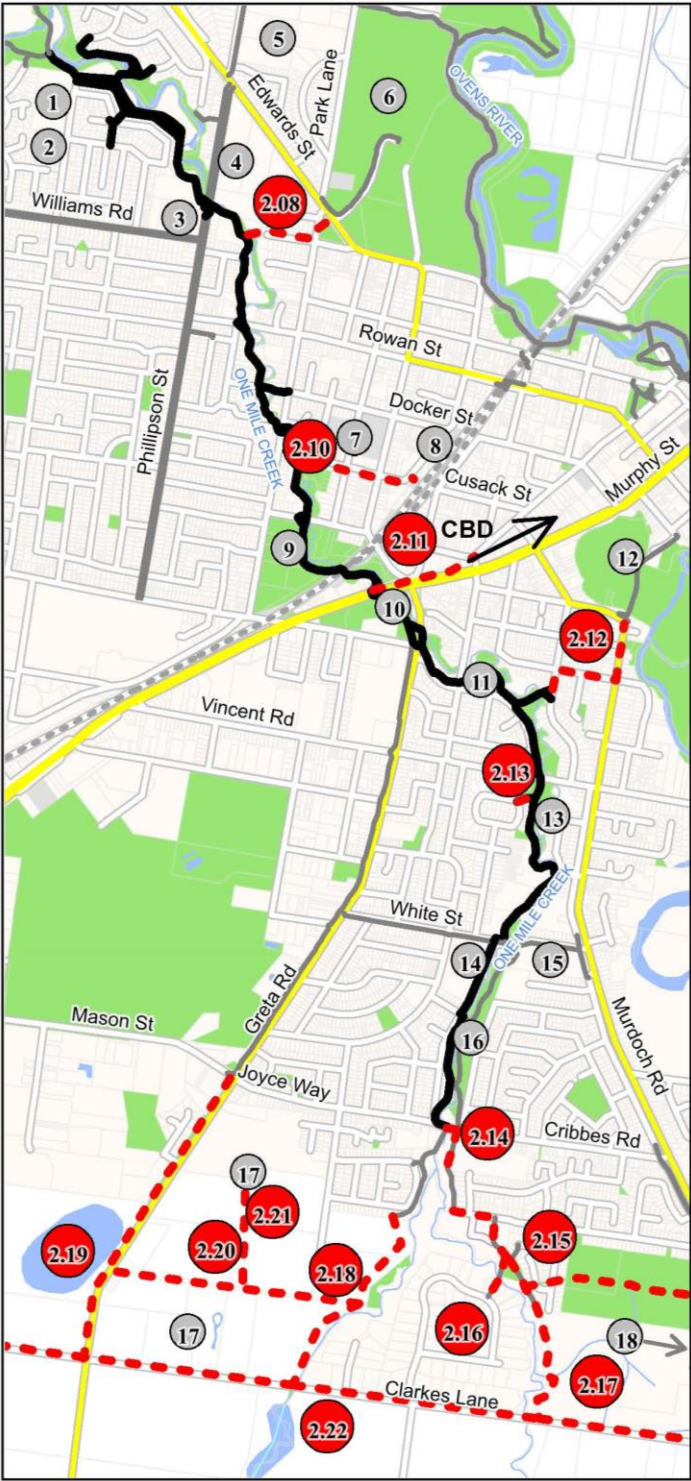 5
Edwards St
Park Lane
6
OVENS RIVER
1
2
4
Williams Rd
3
2.08
Rowan St
Phillipson St
ONE MILE CREEK
Docker St
7
2.10
8
Cusack St
Murphy St
2.11
CBD
9
12
10
2.12
11
Vincent Rd
2.13
13
White St
ONE MILE CREEK
14
15
Greta Rd
Mason St
16
Murdoch Rd
Joyce Way
2.14
Cribbes Rd
17
2.21
2.19
2.20
2.18
2.15
17
2.16
18
2.17
Clarkes Lane
2.22